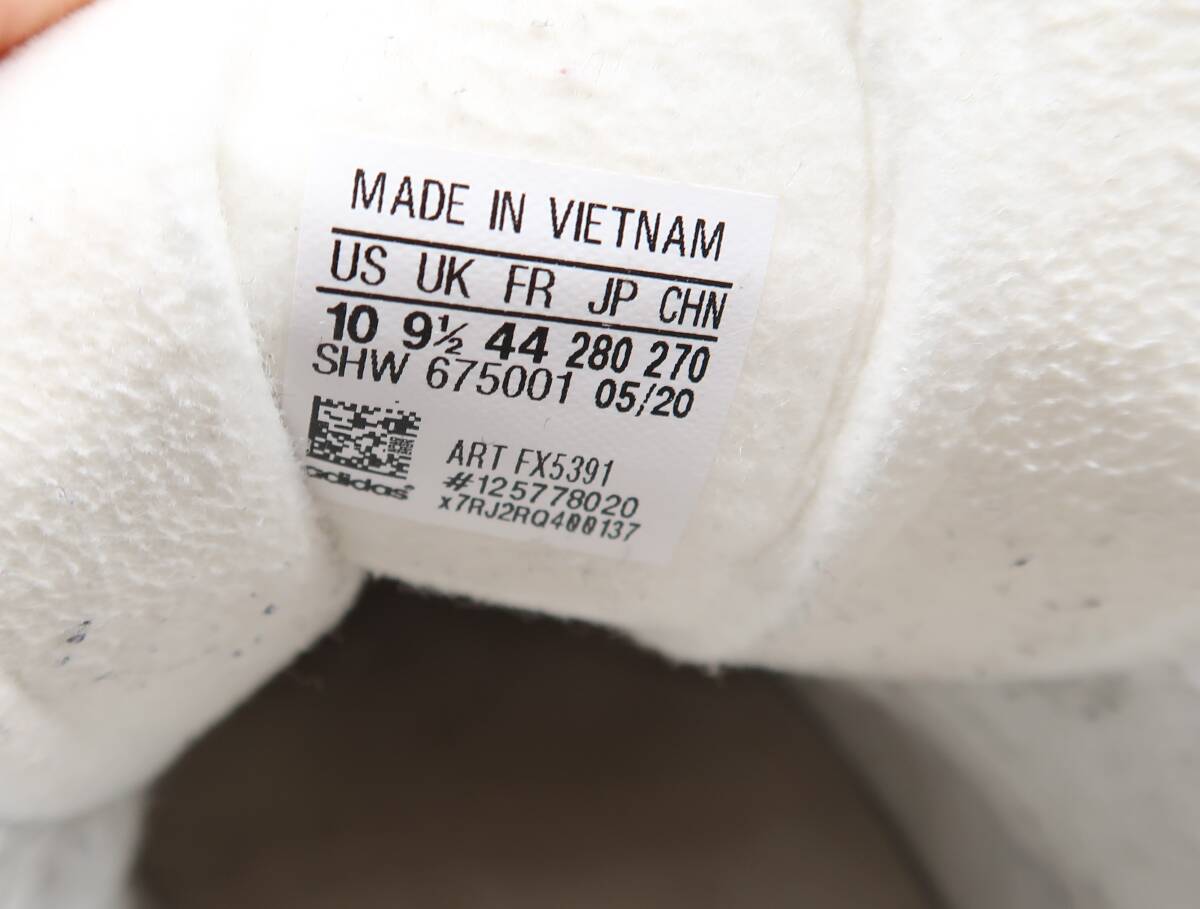 MADE IN VIETNAM
US UK FR JP CHN
10 9½ 44 280 270
SHW 675001 05/20
ART FX5391
#125778020
x7RJ2RQ400137
adidas